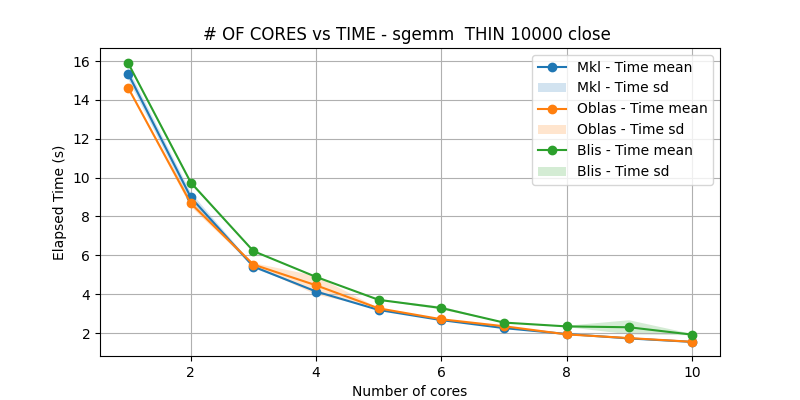 # OF CORES vs TIME - sgemm  THIN 10000 close
Elapsed Time (s)
16
14
12
10
8
6
4
2
Mkl - Time mean
Mkl - Time sd
Oblas - Time mean
Oblas - Time sd
Blis - Time mean
Blis - Time sd
2 4 6 8 10
Number of cores